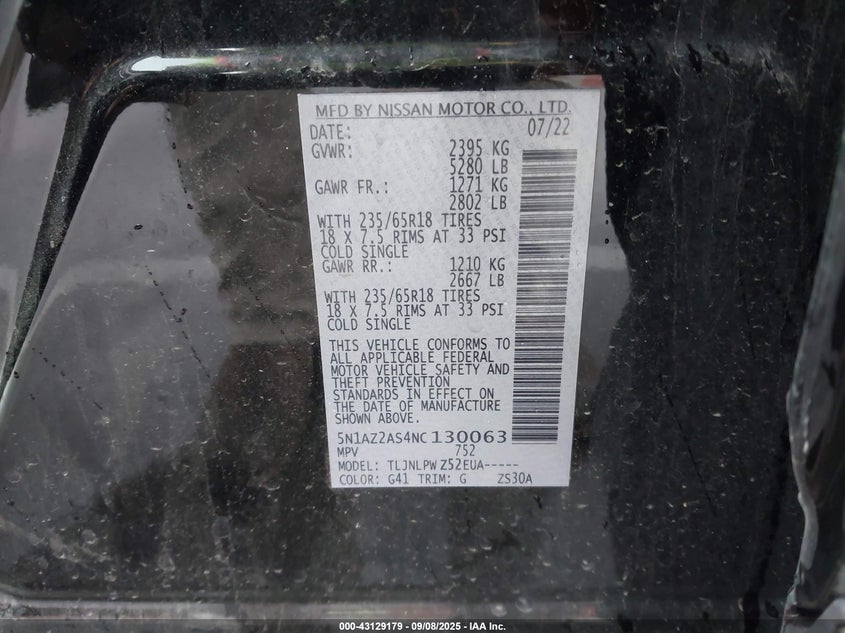 MFD BY NISSAN MOTOR CO., LTD.
DATE: 07/22
GVWR: 2395 KG
5280 LB
GAWR FR.: 1271 KG
2802 LB
WITH 235/65R18 TIRES
18 X 7.5 RIMS AT 33 PSI
COLD SINGLE
GAWR RR.: 1210 KG
2667 LB
WITH 235/65R18 TIRES
18 X 7.5 RIMS AT 33 PSI
COLD SINGLE
THIS VEHICLE CONFORMS TO
ALL APPLICABLE FEDERAL
MOTOR VEHICLE SAFETY AND
THEFT PREVENTION
STANDARDS IN EFFECT ON
THE DATE OF MANUFACTURE
SHOWN ABOVE.
5N1AZ2AS4NC130063
MPV 752
MODEL: TLJNLPW Z52EUA-----
COLOR: G41 TRIM: G ZS30A
000-43129179 - 09/08/2025 - IAA Inc.